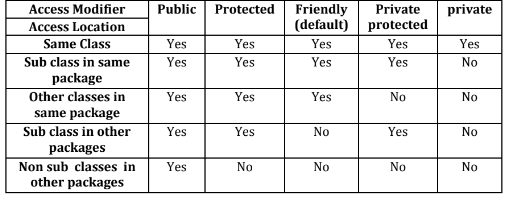 Access Modifier Public Protected Friendly Private private
Access Location (default) protected
Same Class Yes Yes Yes Yes Yes
Sub class in same Yes Yes Yes Yes No
package
Other classes in Yes Yes Yes No No
same package
Sub class in other Yes Yes No Yes No
packages
Non sub classes in Yes No No No No
other packages